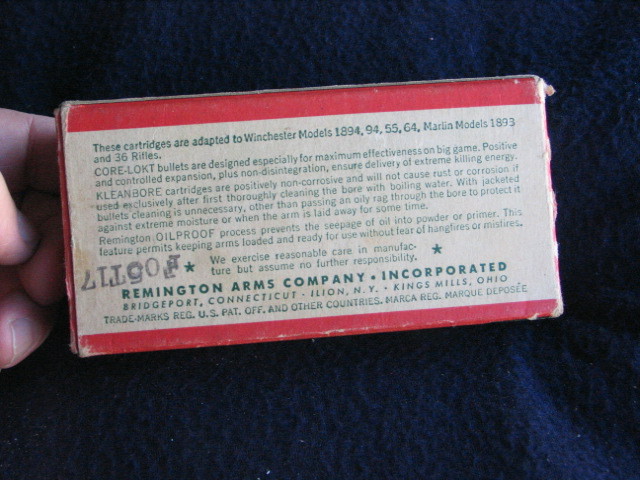 These cartridges are adapted to Winchester Models 1894, 94, 55, 64, Marlin Models 1893
and 36 Rifles.
CORE-LOKT bullets are designed especially for maximum effectiveness on big game. Positive
and controlled expansion, plus non-disintegration, ensure delivery of extreme killing energy.
KLEANBORE cartridges are positively non-corrosive and will not cause rust or corrosion if
used exclusively after first thoroughly cleaning the bore with boiling water. With jacketed
bullets cleaning is unnecessary, other than passing an oily rag through the bore to protect it
against extreme moisture or when the arm is laid away for some time.
Remington OILPROOF process prevents the seepage of oil into powder or primer. This
feature permits keeping arms loaded and ready for use without fear of hangfires or misfires.
★ We exercise reasonable care in manufac- ★
ture but assume no further responsibility.
REMINGTON ARMS COMPANY • INCORPORATED
BRIDGEPORT, CONNECTICUT • ILION, N.Y. • KINGS MILLS, OHIO
TRADE-MARKS REG. U.S. PAT. OFF. AND OTHER COUNTRIES. MARCA REG. MARQUE DEPOSÉE